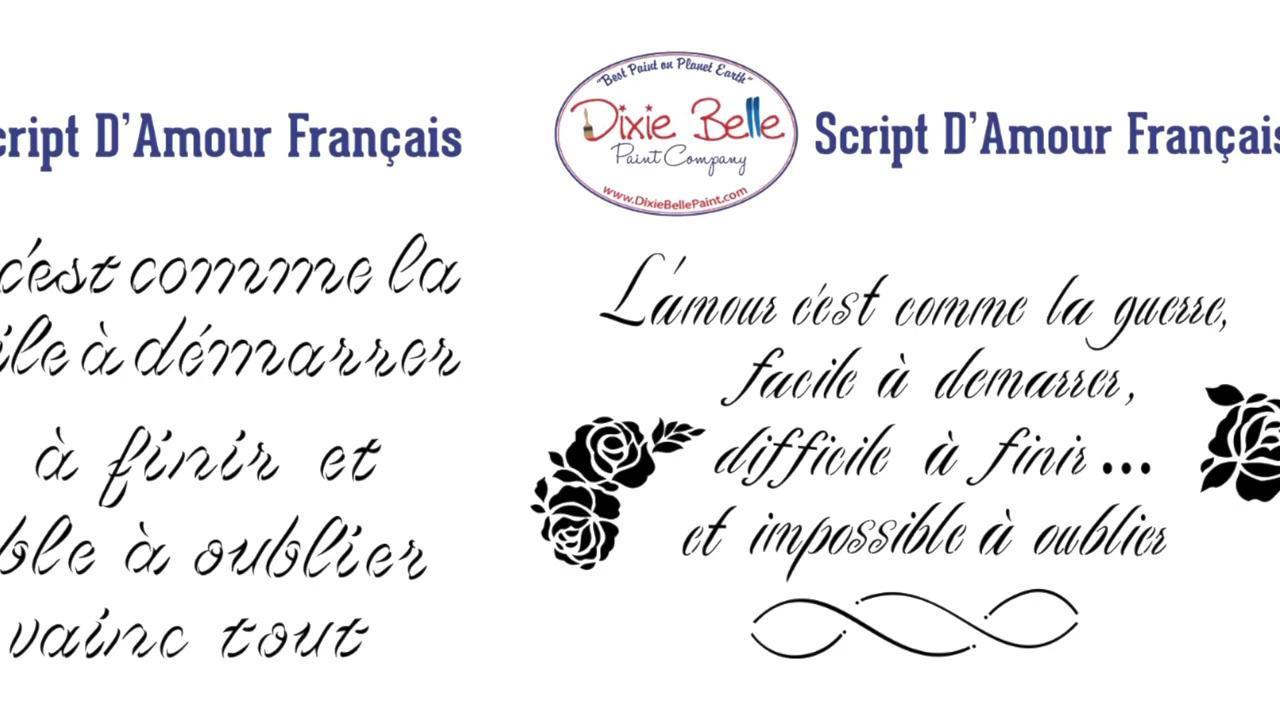 cript D'Amour Français
c'est comme la
ile à démarrer
à finir et
ble à oublier
vainc tout
"Best Paint on Planet Earth"
Dixie Belle
Paint Company
www.DixieBellePaint.com
Script D'Amour Français
L'amour c'est comme la guerre,
facile à demarrer,
difficile à finir...
et impossible à oublier